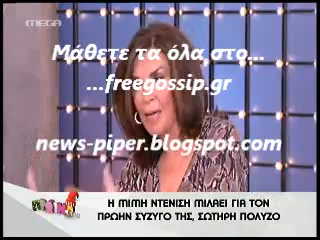 MEGA
Μάθετε τα όλα στο...
...freegossip.gr
news-piper.blogspot.com
Η ΜΙΜΗ ΝΤΕΝΙΣΗ ΜΙΛΑΕΙ ΓΙΑ ΤΟΝ
ΠΡΩΗΝ ΣΥΖΥΓΟ ΤΗΣ, ΣΩΤΗΡΗ ΠΟΛΥΖΟ